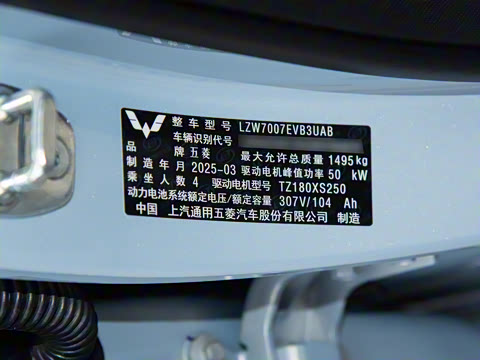 整车型号 LZW7007EVB3UAB
车辆识别代号
品牌 五菱 最大允许总质量 1495kg
制造年月 2025-03 驱动电机峰值功率 50 kW
乘坐人数 4 驱动电机型号 TZ180XS250
动力电池系统额定电压/额定容量 307V/104 Ah
中国 上汽通用五菱汽车股份有限公司 制造